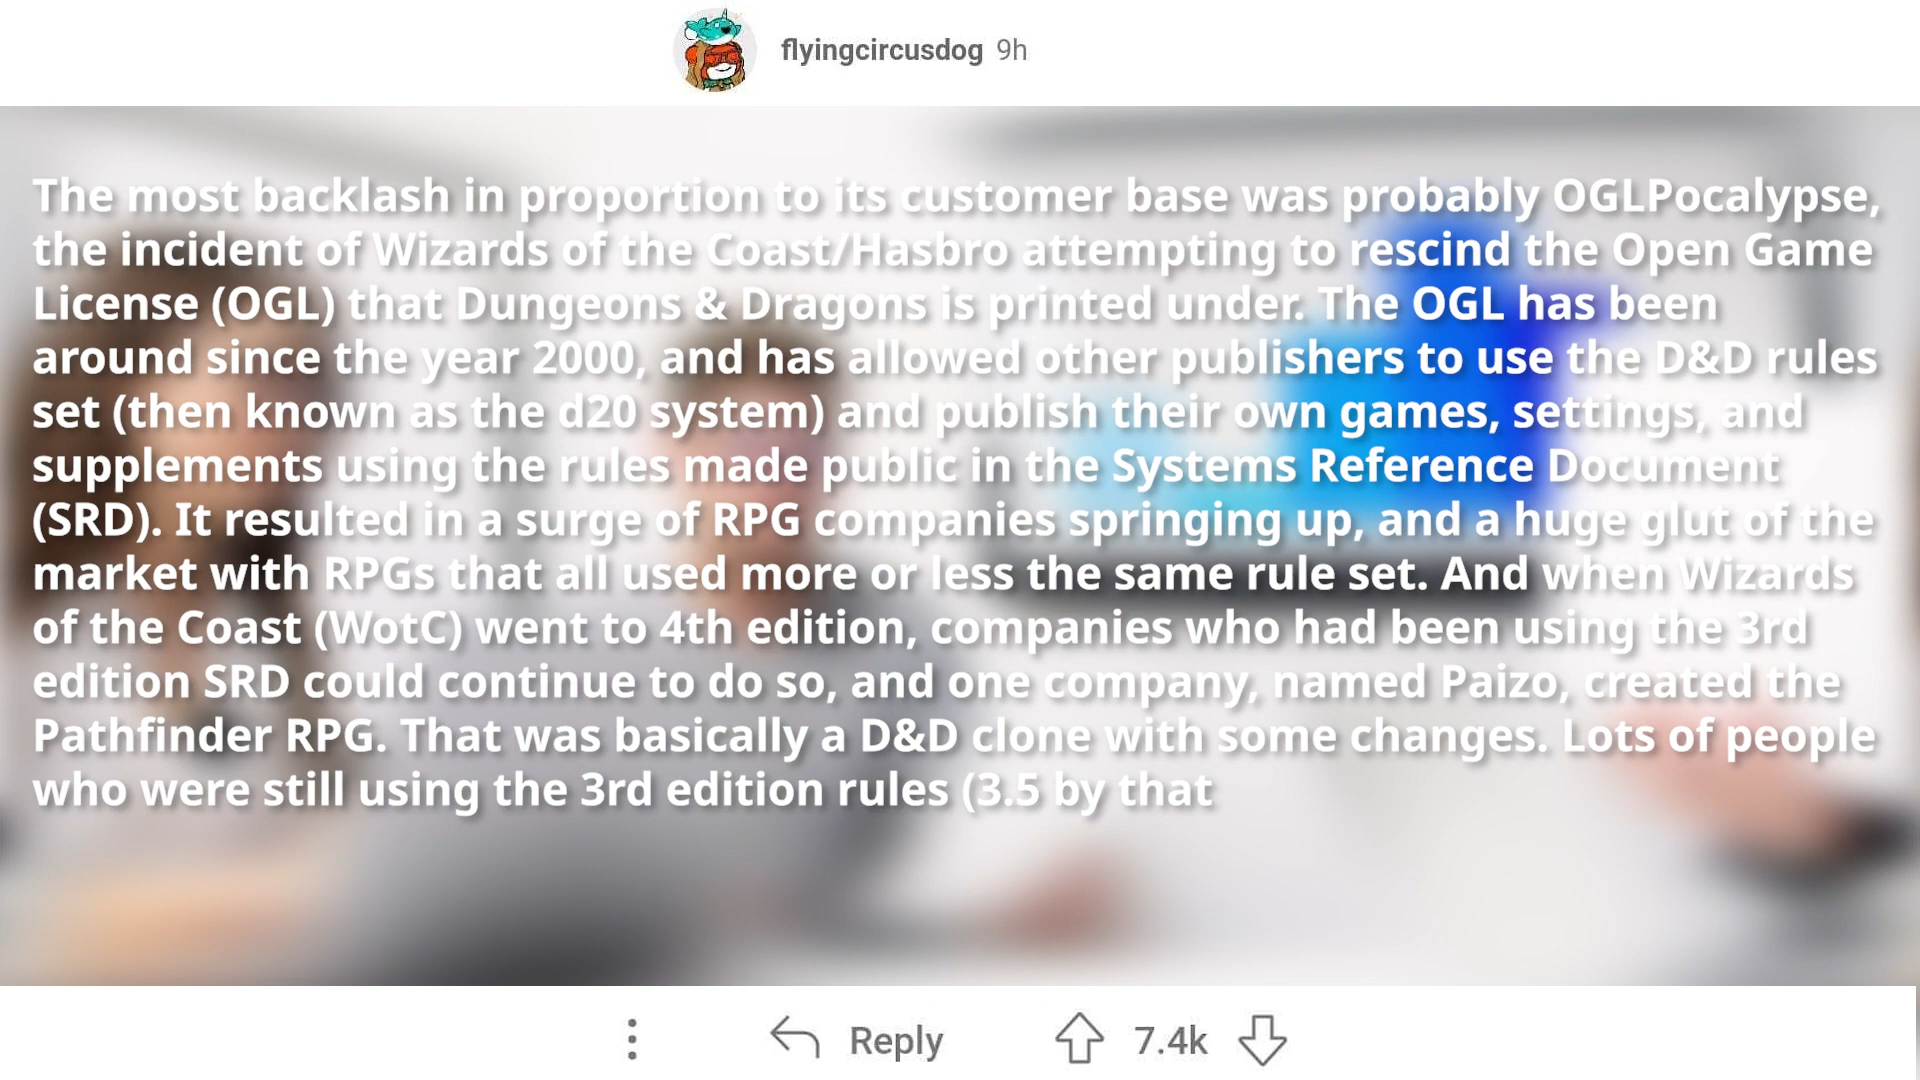 flyingcircusdog 9h
The most backlash in proportion to its customer base was probably OGLPocalypse,
the incident of Wizards of the Coast/Hasbro attempting to rescind the Open Game
License (OGL) that Dungeons & Dragons is printed under. The OGL has been
around since the year 2000, and has allowed other publishers to use the D&D rules
set (then known as the d20 system) and publish their own games, settings, and
supplements using the rules made public in the Systems Reference Document
(SRD). It resulted in a surge of RPG companies springing up, and a huge glut of the
market with RPGs that all used more or less the same rule set. And when Wizards
of the Coast (WotC) went to 4th edition, companies who had been using the 3rd
edition SRD could continue to do so, and one company, named Paizo, created the
Pathfinder RPG. That was basically a D&D clone with some changes. Lots of people
who were still using the 3rd edition rules (3.5 by that
Reply 7.4k